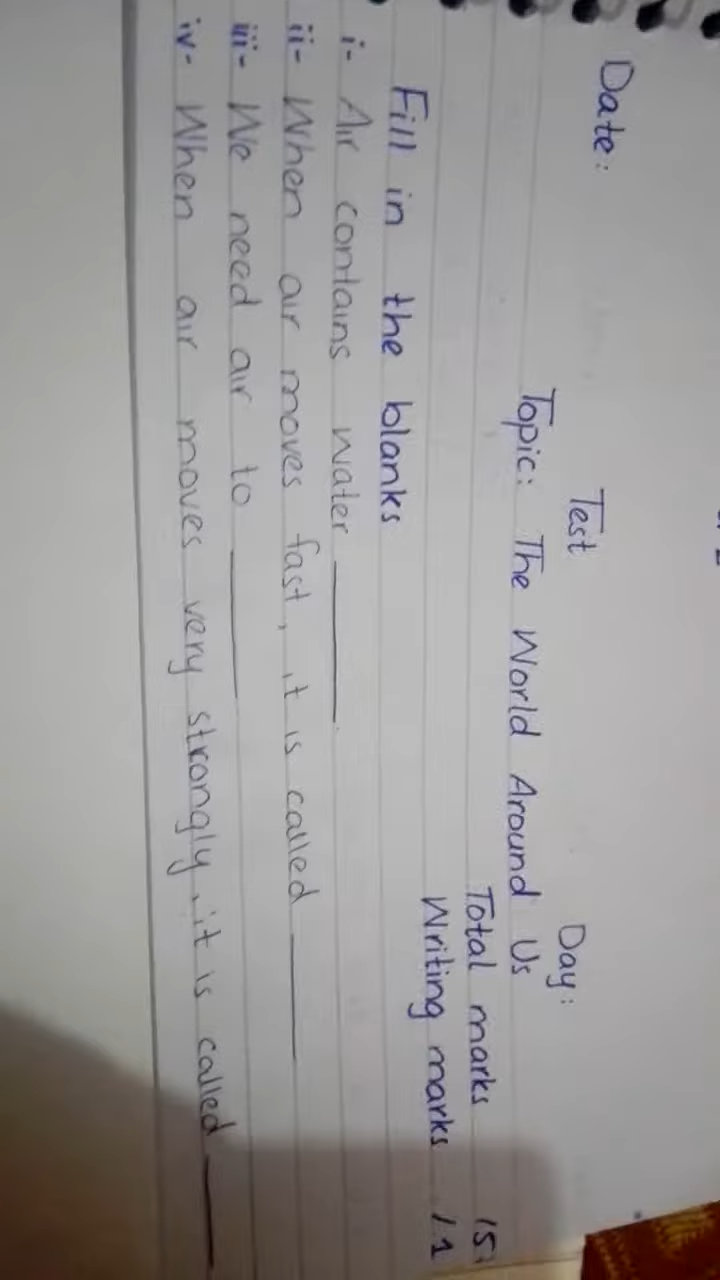 Test
Date: Day:
Topic: The World Around Us
Total marks 15
Writing marks /1
Fill in the blanks
i- Air contains water ______.
ii- When air moves fast, it is called ______
iii- We need air to ______
iv- When air moves very strongly, it is called ______